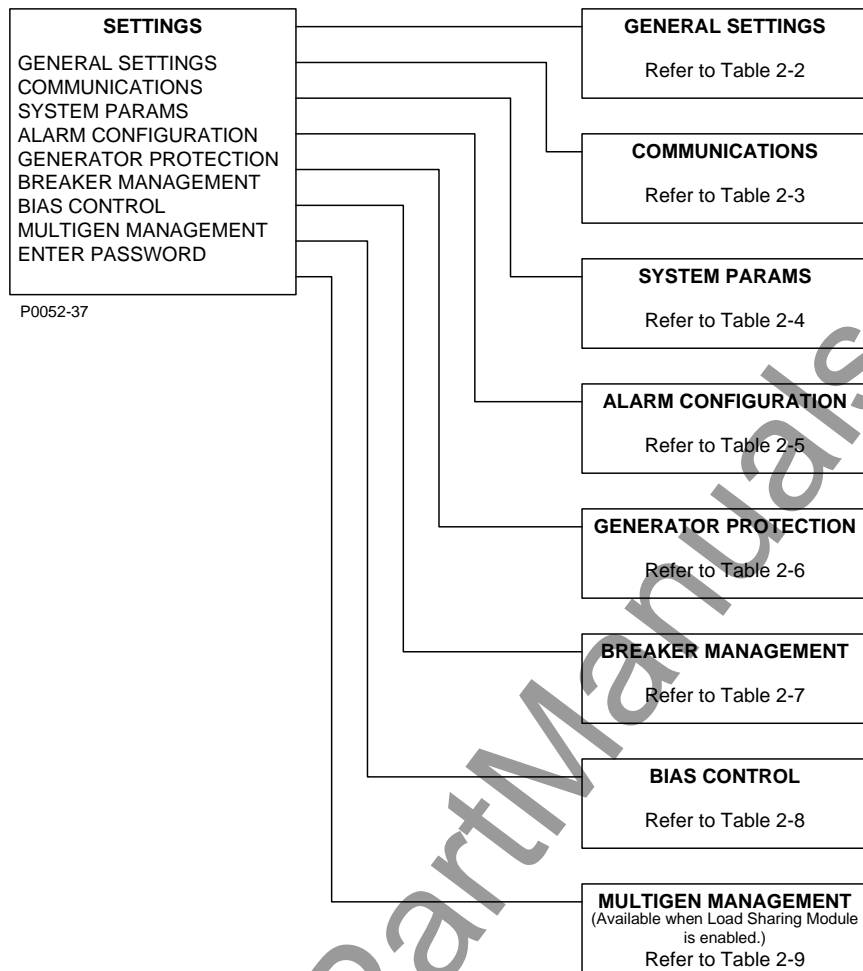 SETTINGS
GENERAL SETTINGS
COMMUNICATIONS
SYSTEM PARAMS
ALARM CONFIGURATION
GENERATOR PROTECTION
BREAKER MANAGEMENT
BIAS CONTROL
MULTIGEN MANAGEMENT
ENTER PASSWORD
P0052-37
GENERAL SETTINGS
Refer to Table 2-2
COMMUNICATIONS
Refer to Table 2-3
SYSTEM PARAMS
Refer to Table 2-4
ALARM CONFIGURATION
Refer to Table 2-5
GENERATOR PROTECTION
Refer to Table 2-6
BREAKER MANAGEMENT
Refer to Table 2-7
BIAS CONTROL
Refer to Table 2-8
MULTIGEN MANAGEMENT
(Available when Load Sharing Module
is enabled.)
Refer to Table 2-9
PartManuals